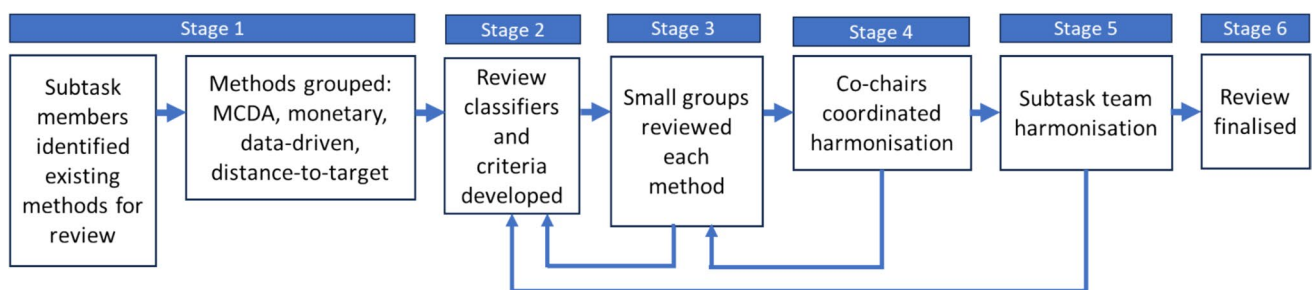 Stage 1
Stage 2
Stage 3
Stage 4
Stage 5
Stage 6
Subtask
members
identified
existing
methods for
review
Methods grouped:
MCDA, monetary,
data-driven,
distance-to-target
Review
classifiers
and
criteria
developed
Small groups
reviewed
each
method
Co-chairs
coordinated
harmonisation
Subtask team
harmonisation
Review
finalised